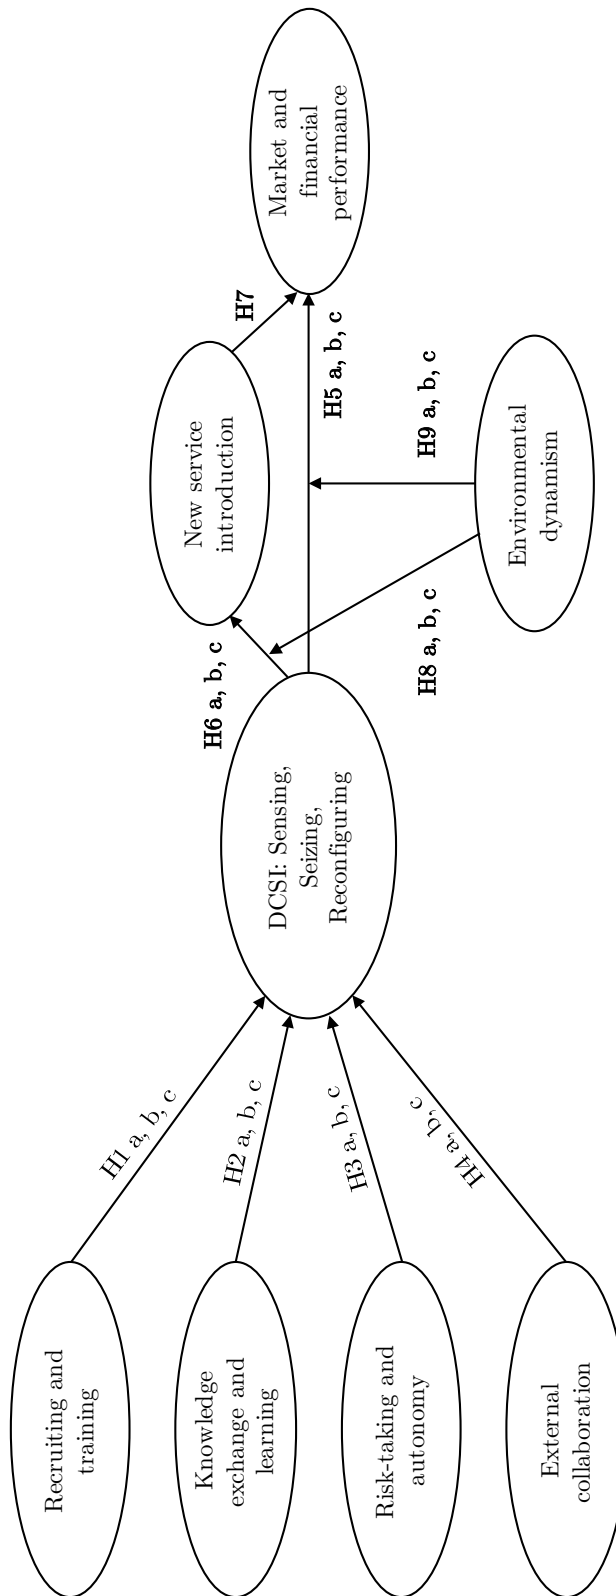 Recruiting and
training
Knowledge
exchange and
learning
Risk-taking and
autonomy
External
collaboration
H1 a, b, c
H2 a, b, c
H3 a, b, c
H4 a, b, c
DCSI: Sensing,
Seizing,
Reconfiguring
H6 a, b, c
H8 a, b, c
New service
introduction
H5 a, b, c
H9 a, b, c
Environmental
dynamism
H7
Market and
financial
performance